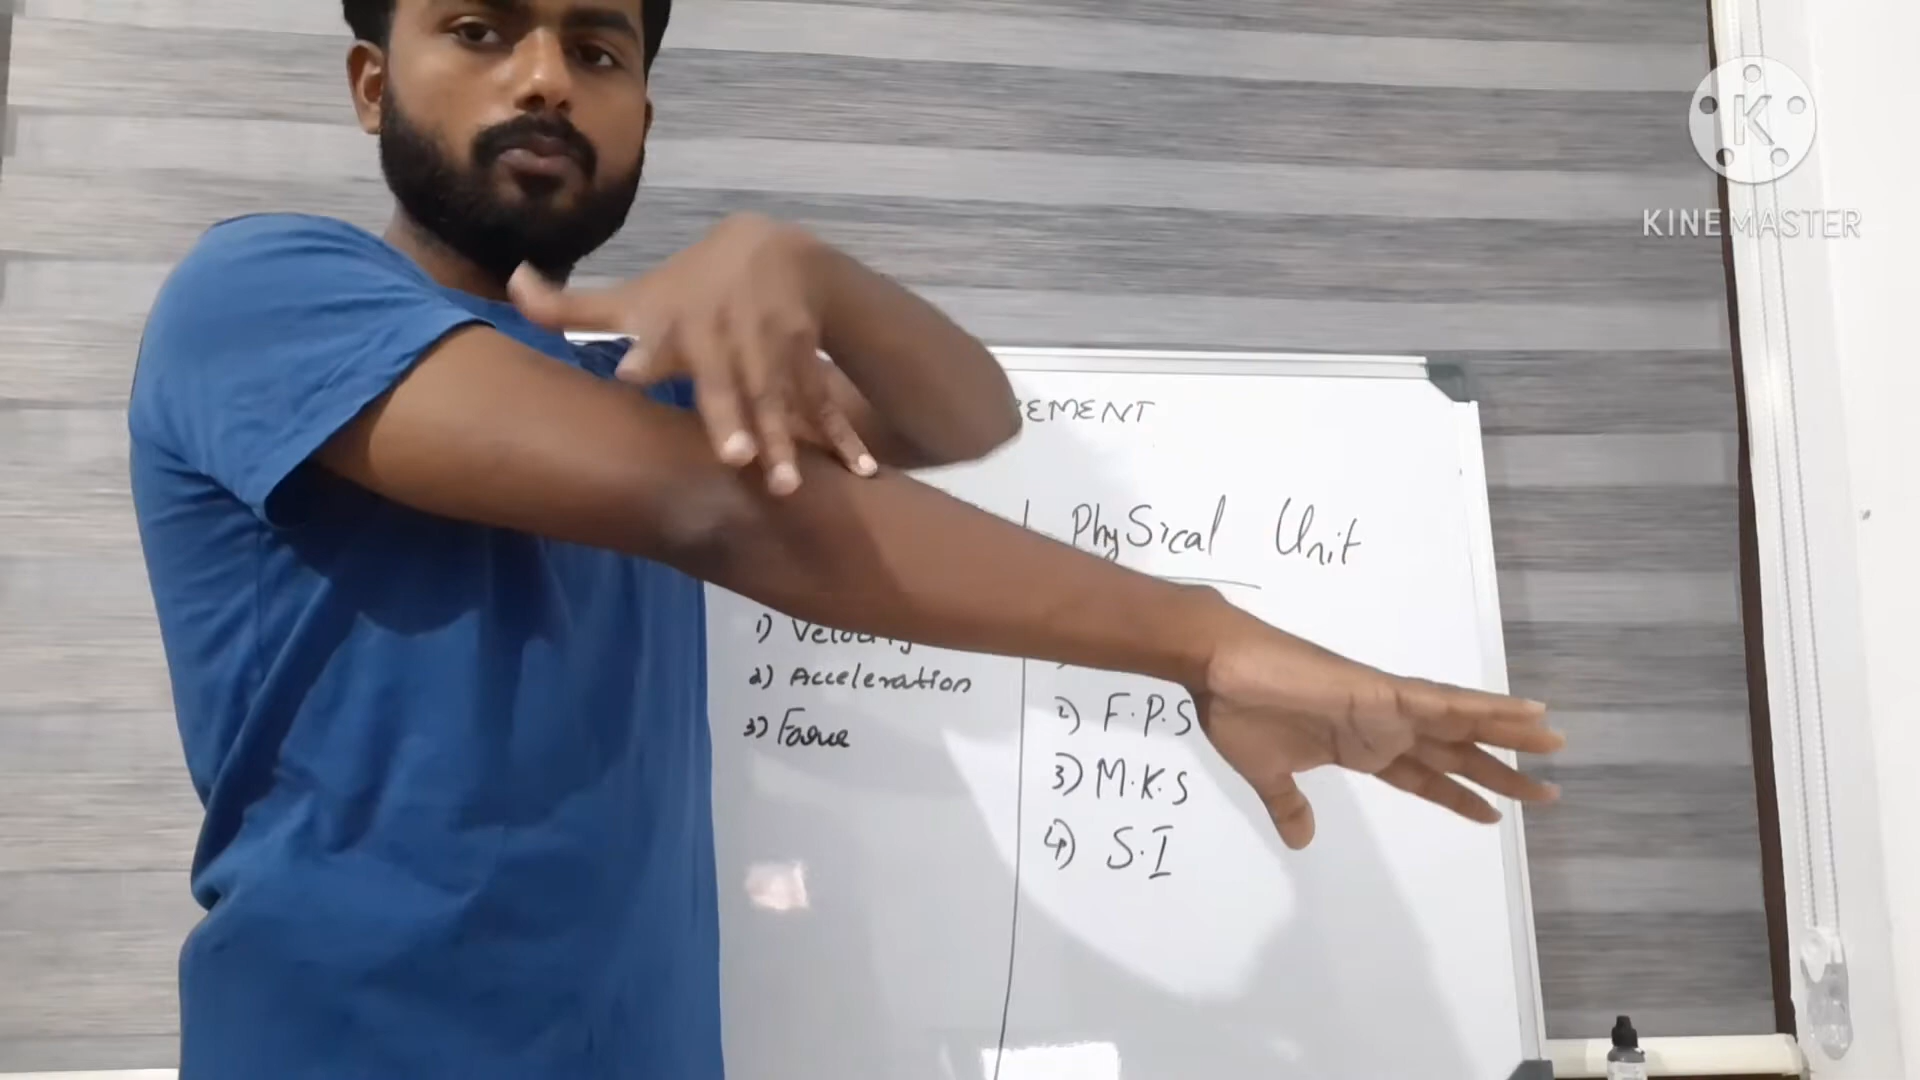 K
KINEMASTER
EMENT
Physical Unit
1) Velocity
2) Acceleration
3) Force
2) F.P.S
3) M.K.S
4) S.I